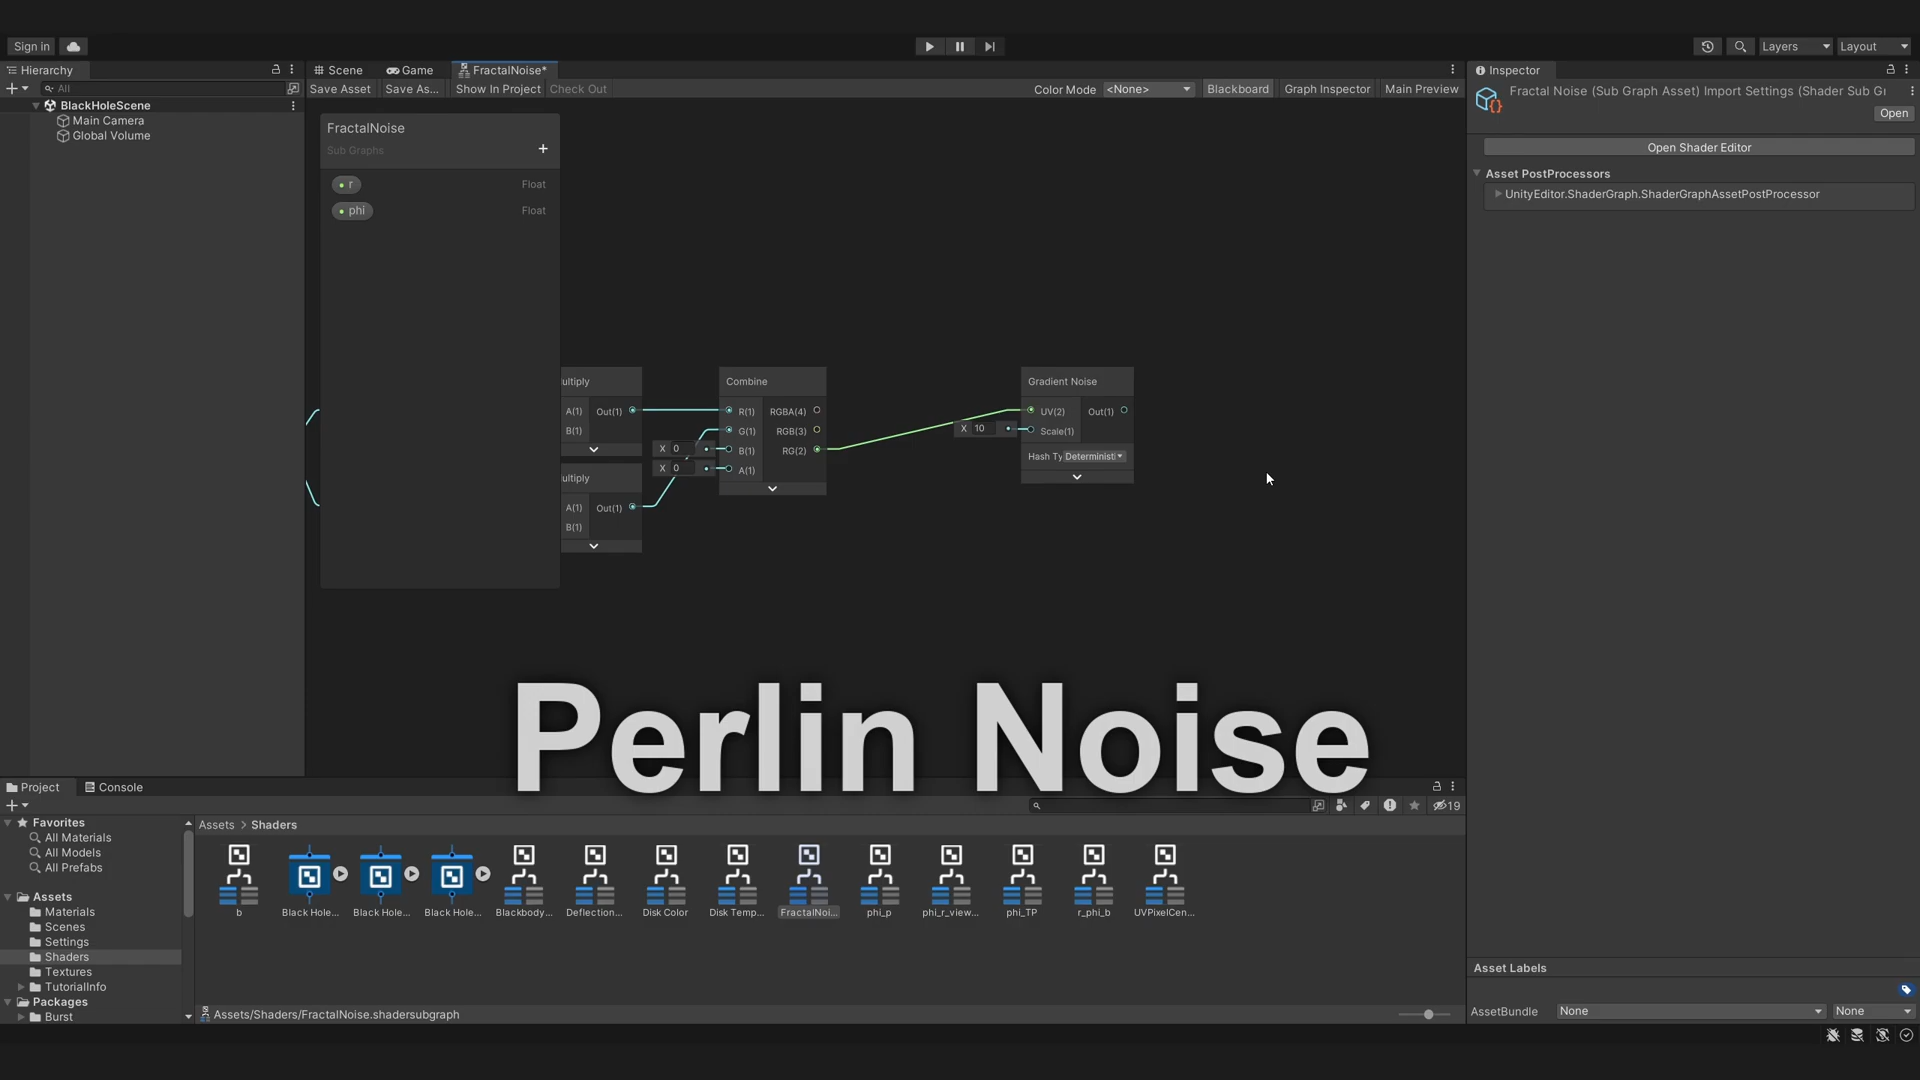 Sign in
Layers
Layout
Hierarchy
Scene
Game
FractalNoise*
Inspector
All
Save Asset
Save As...
Show In Project
Check Out
Color Mode
<None>
Blackboard
Graph Inspector
Main Preview
Fractal Noise (Sub Graph Asset) Import Settings (Shader Sub Gr
Open
BlackHoleScene
Main Camera
Global Volume
FractalNoise
Sub Graphs
+
r
Float
phi
Float
Open Shader Editor
Asset PostProcessors
UnityEditor.ShaderGraph.ShaderGraphAssetPostProcessor
ultiply
A(1)
Out(1)
B(1)
ultiply
A(1)
Out(1)
B(1)
X 0
X 0
Combine
R(1)
RGBA(4)
G(1)
RGB(3)
B(1)
RG(2)
A(1)
X 10
Gradient Noise
UV(2)
Out(1)
Scale(1)
Hash Ty
Deterministi
Perlin Noise
Project
Console
19
Favorites
All Materials
All Models
All Prefabs
Assets
Materials
Scenes
Settings
Shaders
Textures
TutorialInfo
Packages
Burst
Assets > Shaders
b
Black Hole...
Black Hole...
Black Hole...
Blackbody...
Deflection...
Disk Color
Disk Temp...
FractalNoi...
phi_p
phi_r_view...
phi_TP
r_phi_b
UVPixelCen...
Assets/Shaders/FractalNoise.shadersubgraph
Asset Labels
AssetBundle
None
None